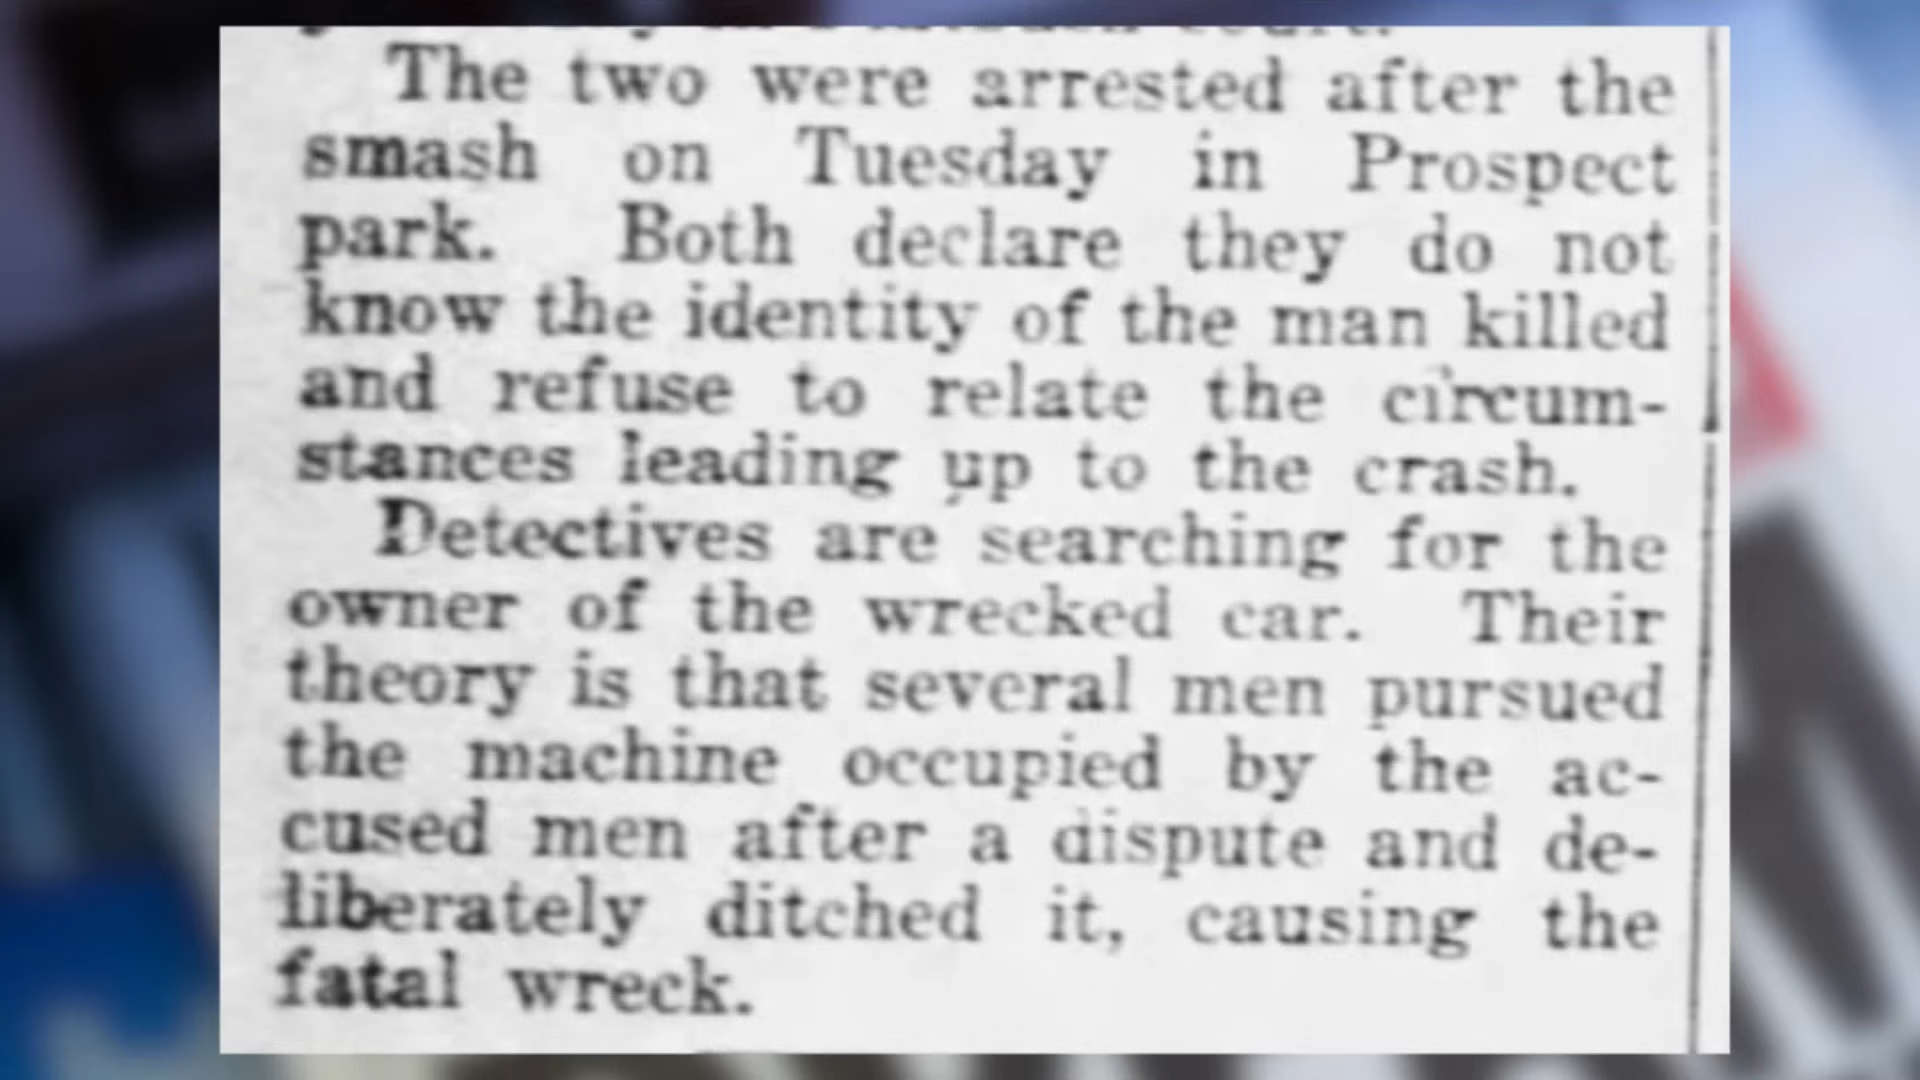 The two were arrested after the
smash on Tuesday in Prospect
park. Both declare they do not
know the identity of the man killed
and refuse to relate the circum-
stances leading up to the crash.
Detectives are searching for the
owner of the wrecked car. Their
theory is that several men pursued
the machine occupied by the ac-
cused men after a dispute and de-
liberately ditched it, causing the
fatal wreck.